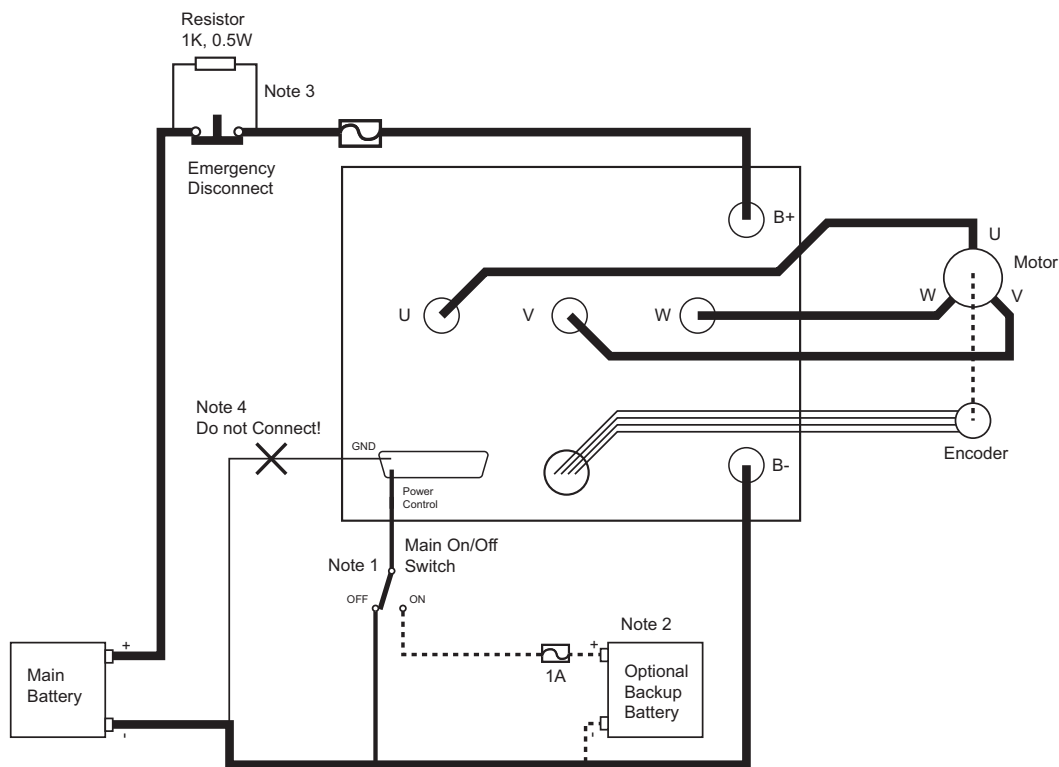 Resistor
1K, 0.5W
Note 3
Emergency
Disconnect
B+
U
Motor
W
V
U
V
W
Note 4
Do not Connect!
GND
Encoder
B-
Power
Control
Main On/Off
Switch
Note 1
OFF
ON
Note 2
+
Main
Battery
-
+
1A
Optional
Backup
Battery
-